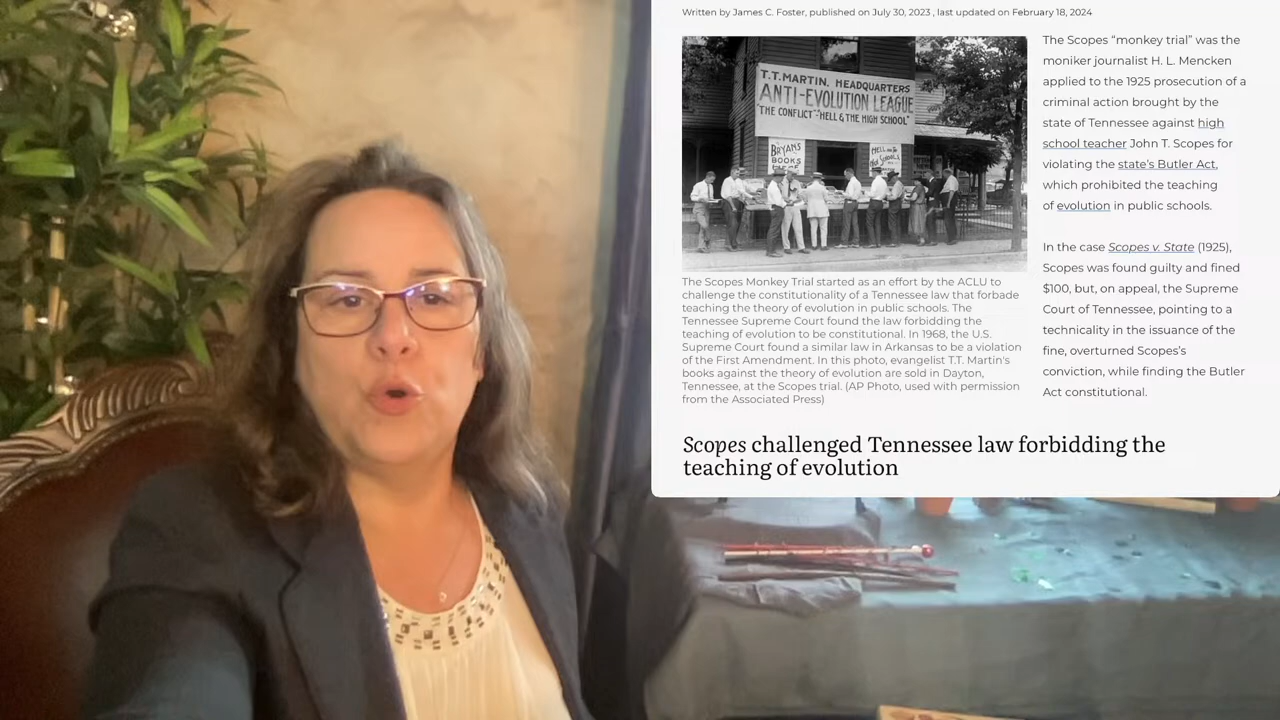 Written by James C. Foster, published on July 30, 2023 , last updated on February 18, 2024
T.T. MARTIN. HEADQUARTERS
ANTI-EVOLUTION LEAGUE
"THE CONFLICT"-"HELL & THE HIGH SCHOOL"
BRYAN'S
BOOKS
The Scopes Monkey Trial started as an effort by the ACLU to
challenge the constitutionality of a Tennessee law that forbade
teaching the theory of evolution in public schools. The
Tennessee Supreme Court found the law forbidding the
teaching of evolution to be constitutional. In 1968, the U.S.
Supreme Court found a similar law in Arkansas to be a violation
of the First Amendment. In this photo, evangelist T.T. Martin's
books against the theory of evolution are sold in Dayton,
Tennessee, at the Scopes trial. (AP Photo, used with permission
from the Associated Press)
The Scopes “monkey trial” was the
moniker journalist H. L. Mencken
applied to the 1925 prosecution of a
criminal action brought by the
state of Tennessee against high
school teacher John T. Scopes for
violating the state’s Butler Act,
which prohibited the teaching
of evolution in public schools.
In the case Scopes v. State (1925),
Scopes was found guilty and fined
$100, but, on appeal, the Supreme
Court of Tennessee, pointing to a
technicality in the issuance of the
fine, overturned Scopes’s
conviction, while finding the Butler
Act constitutional.
Scopes challenged Tennessee law forbidding the
teaching of evolution